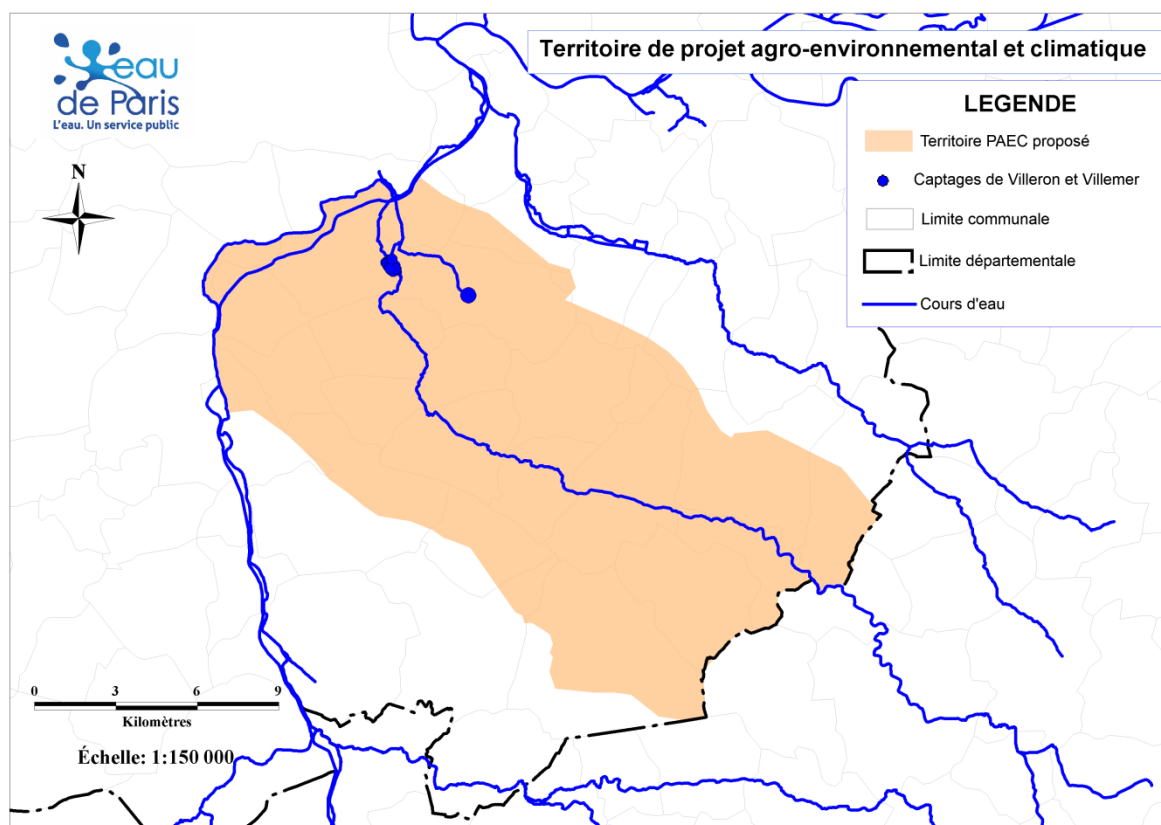 eau
de Paris
L'eau. Un service public
Territoire de projet agro-environnemental et climatique
LEGENDE
Territoire PAEC proposé
Captages de Villeron et Villemer
Limite communale
Limite départementale
Cours d'eau
N
0 3 6 9
Kilomètres
Échelle: 1:150 000